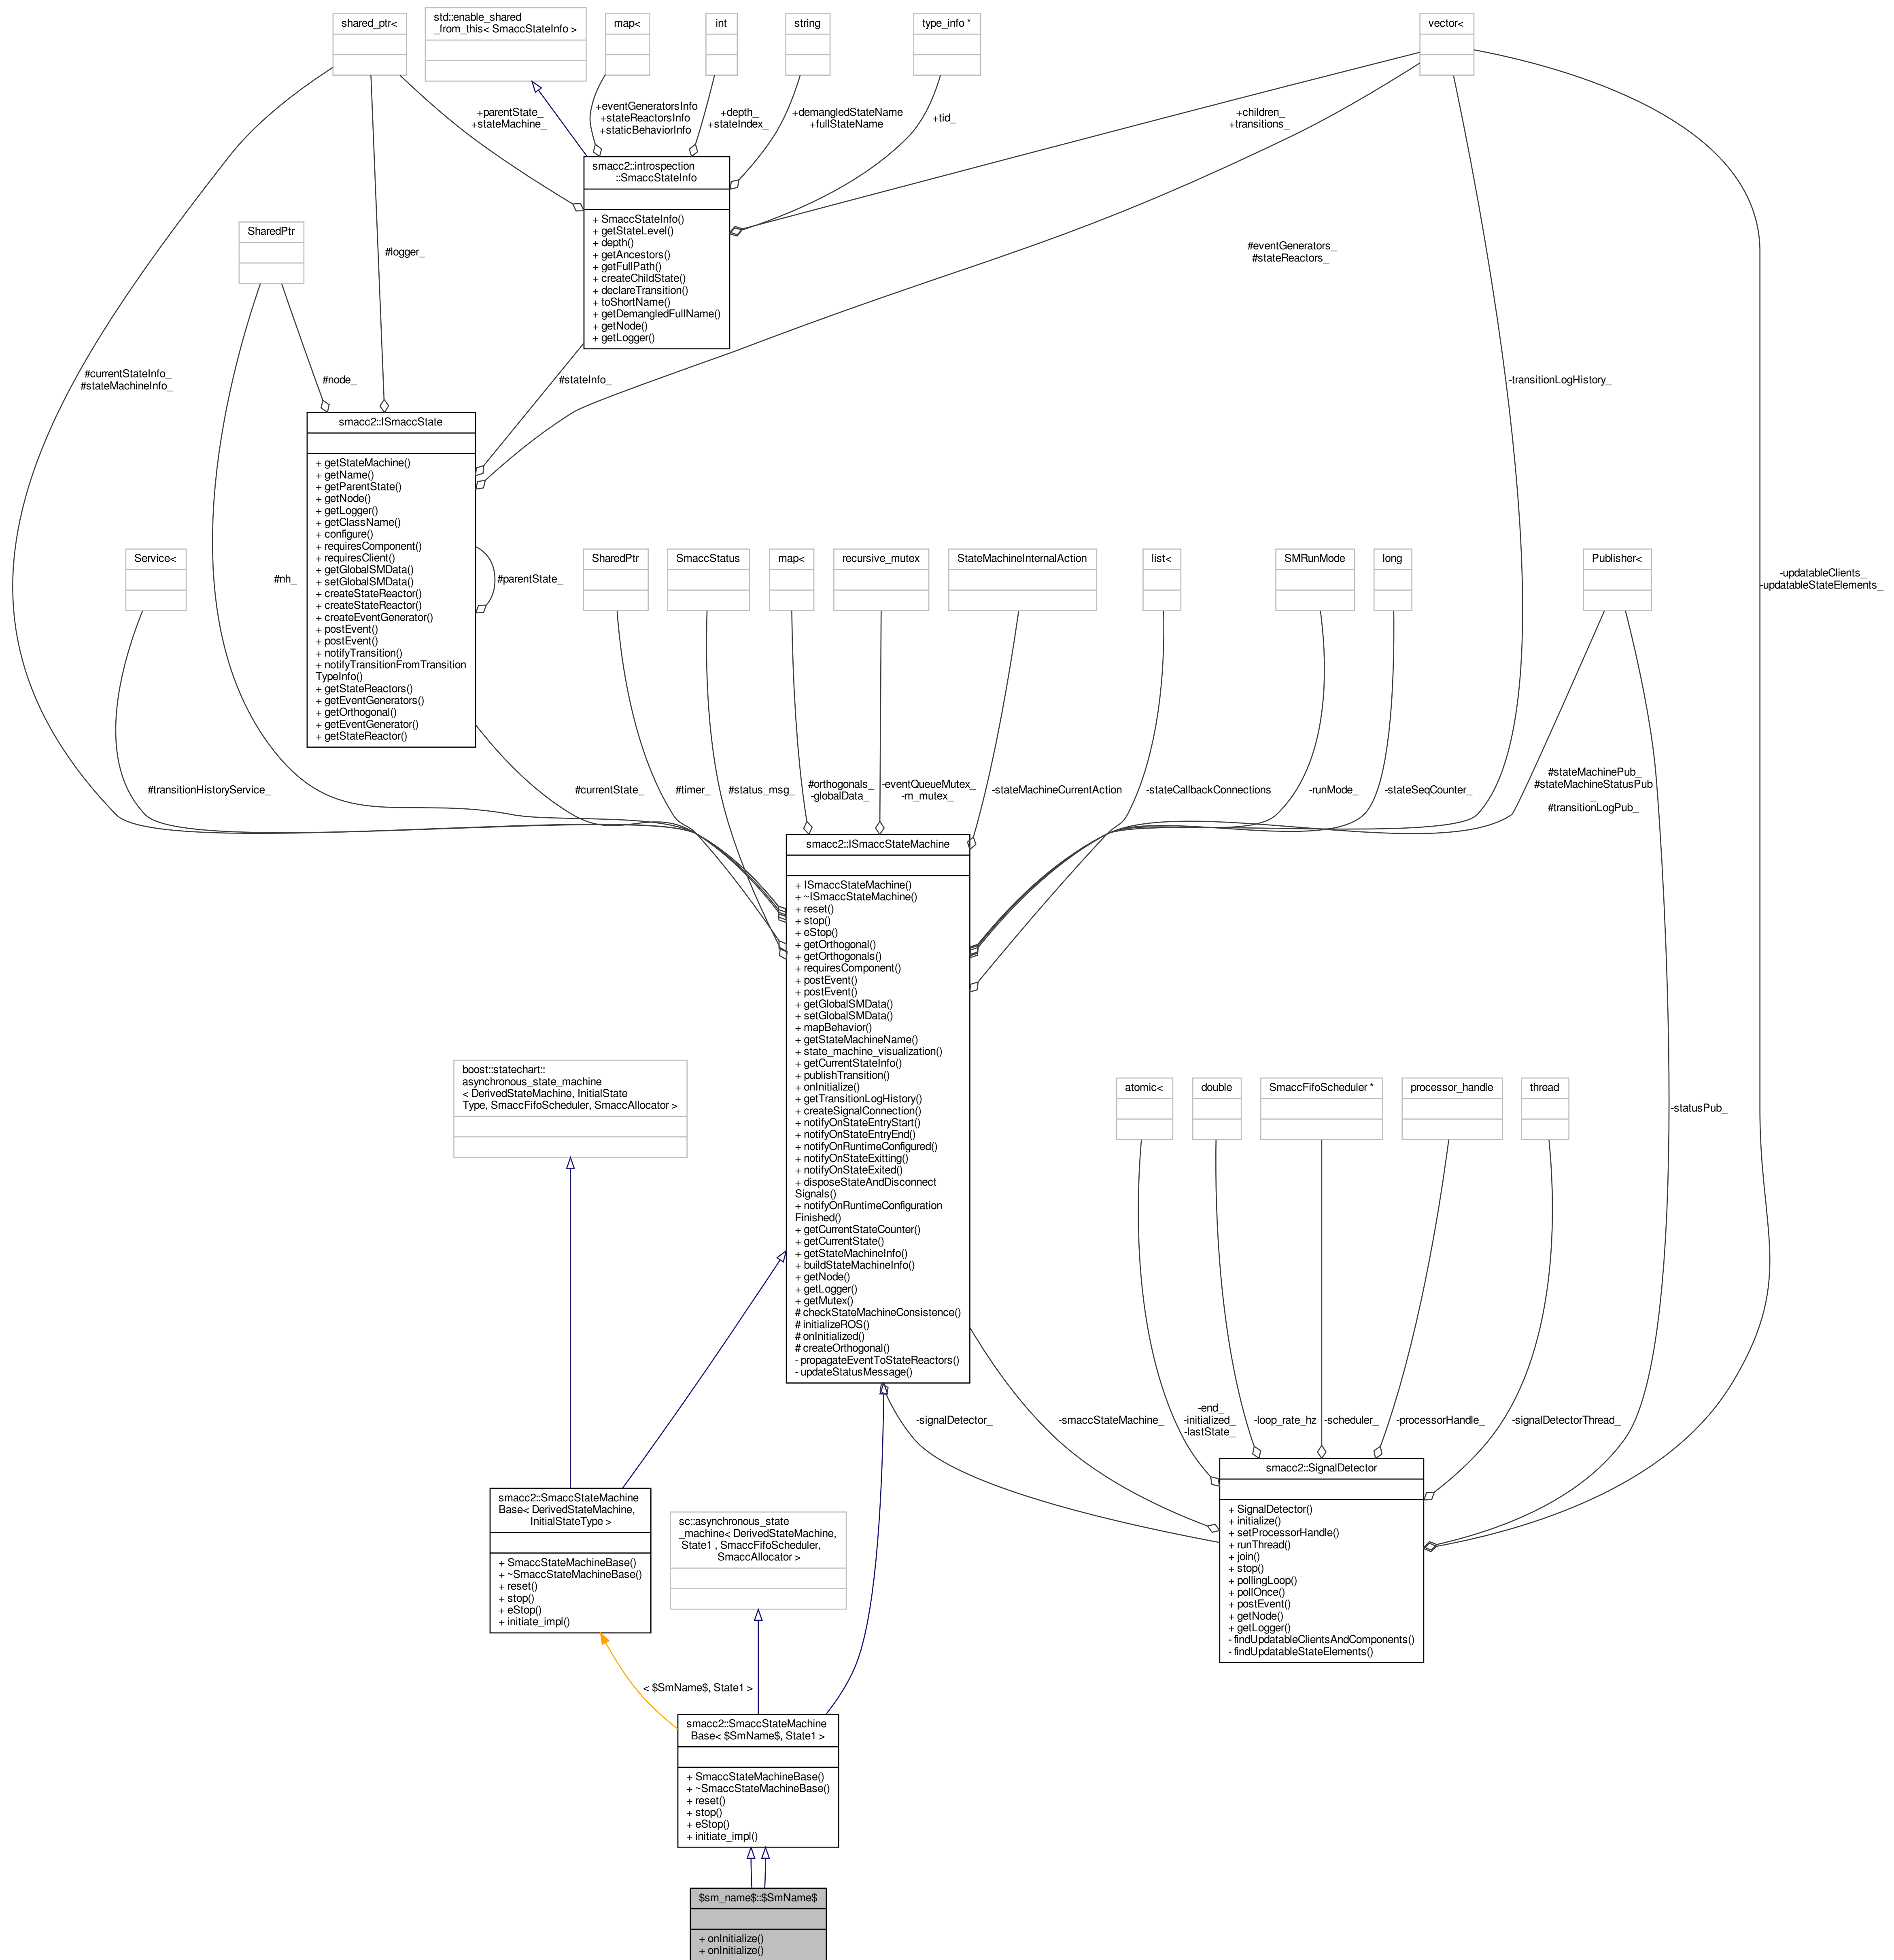 shared_ptr<
std::enable_shared
_from_this< SmaccStateInfo >
map<
int
string
type_info *
vector<
+parentState_
+stateMachine_
+eventGeneratorsInfo
+stateReactorsInfo
+staticBehaviorInfo
+depth_
+stateIndex_
+demangledStateName
+fullStateName
+tid_
+children_
+transitions_
smacc2::introspection
::SmaccStateInfo
+ SmaccStateInfo()
+ getStateLevel()
+ depth()
+ getAncestors()
+ getFullPath()
+ createChildState()
+ declareTransition()
+ toShortName()
+ getDemangledFullName()
+ getNode()
+ getLogger()
SharedPtr
#logger_
#eventGenerators_
#stateReactors_
#currentStateInfo_
#stateMachineInfo_
#node_
#stateInfo_
-transitionLogHistory_
smacc2::ISmaccState
+ getStateMachine()
+ getName()
+ getParentState()
+ getNode()
+ getLogger()
+ getClassName()
+ configure()
+ requiresComponent()
+ requiresClient()
+ getGlobalSMData()
+ setGlobalSMData()
+ createStateReactor()
+ createStateReactor()
+ createEventGenerator()
+ postEvent()
+ postEvent()
+ notifyTransition()
+ notifyTransitionFromTransition
TypeInfo()
+ getStateReactors()
+ getEventGenerators()
+ getOrthogonal()
+ getEventGenerator()
+ getStateReactor()
#parentState_
#nh_
Service<
SharedPtr
SmaccStatus
map<
recursive_mutex
StateMachineInternalAction
list<
SMRunMode
long
Publisher<
-updatableClients_
-updatableStateElements_
#transitionHistoryService_
#currentState_
#timer_
#status_msg_
#orthogonals_
-globalData_
-eventQueueMutex_
-m_mutex_
-stateMachineCurrentAction
-stateCallbackConnections
-runMode_
-stateSeqCounter_
#stateMachinePub_
#stateMachineStatusPub
_
#transitionLogPub_
smacc2::ISmaccStateMachine
+ ISmaccStateMachine()
+ ~ISmaccStateMachine()
+ reset()
+ stop()
+ eStop()
+ getOrthogonal()
+ getOrthogonals()
+ requiresComponent()
+ postEvent()
+ postEvent()
+ getGlobalSMData()
+ setGlobalSMData()
+ mapBehavior()
+ getStateMachineName()
+ state_machine_visualization()
+ getCurrentStateInfo()
+ publishTransition()
+ onInitialize()
+ getTransitionLogHistory()
+ createSignalConnection()
+ notifyOnStateEntryStart()
+ notifyOnStateEntryEnd()
+ notifyOnRuntimeConfigured()
+ notifyOnStateExitting()
+ notifyOnStateExited()
+ disposeStateAndDisconnect
Signals()
+ notifyOnRuntimeConfiguration
Finished()
+ getCurrentStateCounter()
+ getCurrentState()
+ getStateMachineInfo()
+ buildStateMachineInfo()
+ getNode()
+ getLogger()
+ getMutex()
# checkStateMachineConsistence()
# initializeROS()
# onInitialized()
# createOrthogonal()
- propagateEventToStateReactors()
- updateStatusMessage()
boost::statechart::
asynchronous_state_machine
< DerivedStateMachine, InitialState
Type, SmaccFifoScheduler, SmaccAllocator >
atomic<
double
SmaccFifoScheduler *
processor_handle
thread
-statusPub_
-signalDetector_
-smaccStateMachine_
-end_
-initialized_
-lastState_
-loop_rate_hz
-scheduler_
-processorHandle_
-signalDetectorThread_
smacc2::SignalDetector
+ SignalDetector()
+ initialize()
+ setProcessorHandle()
+ runThread()
+ join()
+ stop()
+ pollingLoop()
+ pollOnce()
+ postEvent()
+ getNode()
+ getLogger()
- findUpdatableClientsAndComponents()
- findUpdatableStateElements()
smacc2::SmaccStateMachine
Base< DerivedStateMachine,
InitialStateType >
+ SmaccStateMachineBase()
+ ~SmaccStateMachineBase()
+ reset()
+ stop()
+ eStop()
+ initiate_impl()
sc::asynchronous_state
_machine< DerivedStateMachine,
State1 , SmaccFifoScheduler,
SmaccAllocator >
< $SmName$, State1 >
smacc2::SmaccStateMachine
Base< $SmName$, State1 >
+ SmaccStateMachineBase()
+ ~SmaccStateMachineBase()
+ reset()
+ stop()
+ eStop()
+ initiate_impl()
$sm_name$::$SmName$
+ onInitialize()
+ onInitialize()